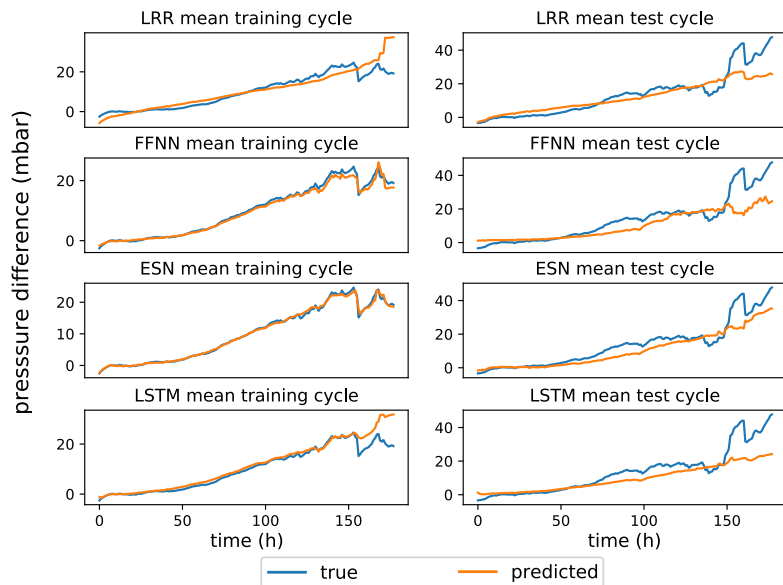 LRR mean training cycle
LRR mean test cycle
20
0
40
20
0
FFNN mean training cycle
FFNN mean test cycle
20
0
40
20
0
ESN mean training cycle
ESN mean test cycle
20
10
0
40
20
0
LSTM mean training cycle
LSTM mean test cycle
20
0
40
20
0
0 50 100 150
0 50 100 150
time (h)
time (h)
presssure difference (mbar)
true predicted